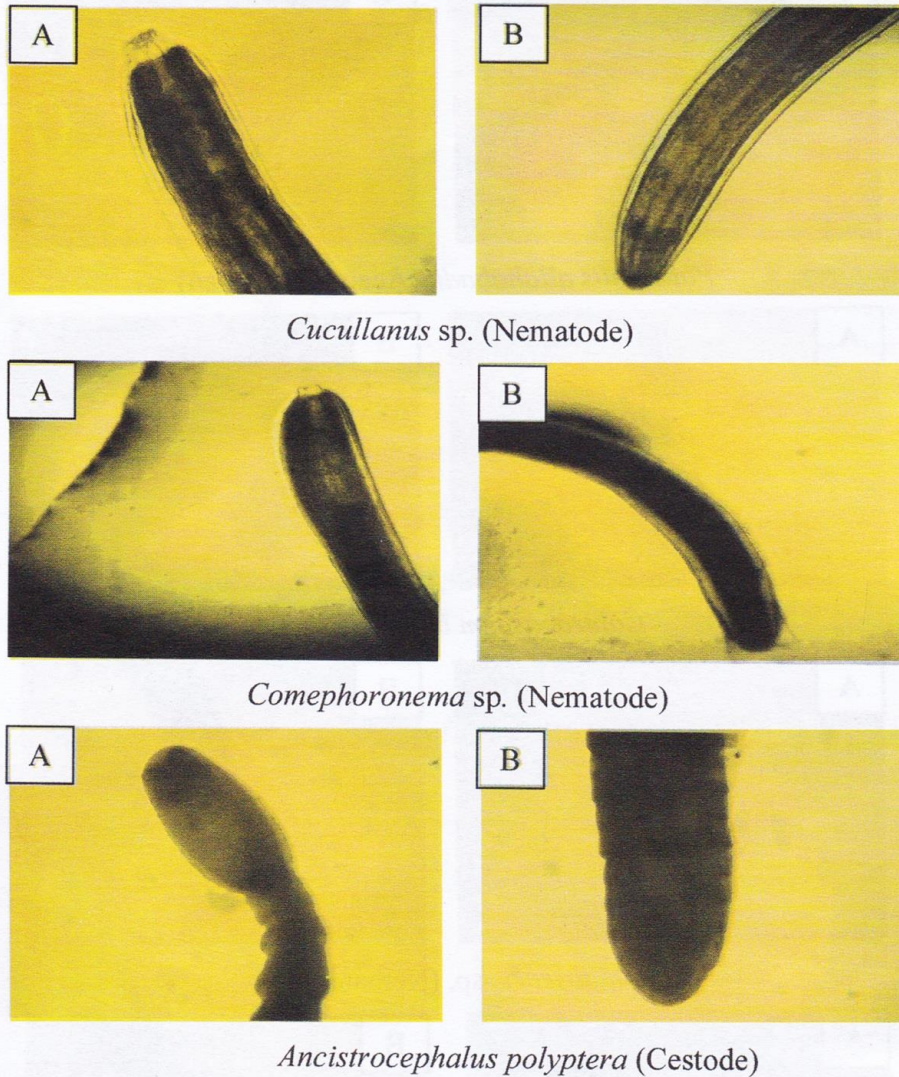 A B
Cucullanus sp. (Nematode)
A B
Comephoronema sp. (Nematode)
A B
Ancistrocephalus polyptera (Cestode)